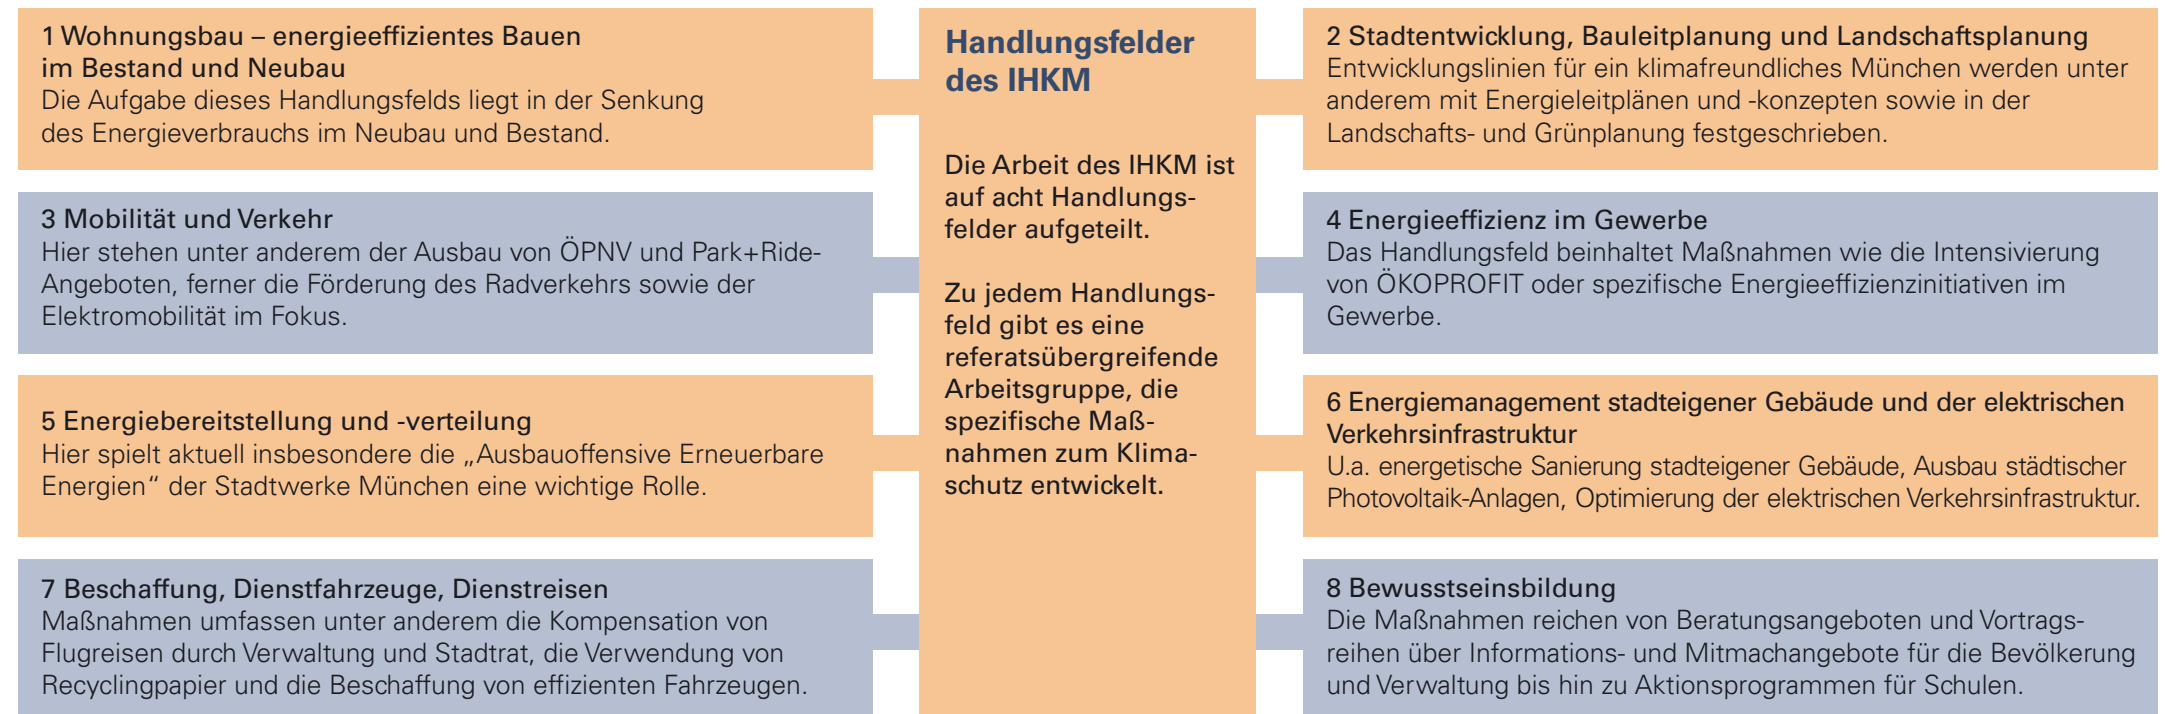 1 Wohnungsbau – energieeffizientes Bauen
im Bestand und Neubau
Die Aufgabe dieses Handlungsfelds liegt in der Senkung
des Energieverbrauchs im Neubau und Bestand.
Handlungsfelder
des IHKM
Die Arbeit des IHKM ist
auf acht Handlungs-
felder aufgeteilt.
Zu jedem Handlungs-
feld gibt es eine
referatsübergreifende
Arbeitsgruppe, die
spezifische Maß-
nahmen zum Klima-
schutz entwickelt.
2 Stadtentwicklung, Bauleitplanung und Landschaftsplanung
Entwicklungslinien für ein klimafreundliches München werden unter
anderem mit Energieleitplänen und -konzepten sowie in der
Landschafts- und Grünplanung festgeschrieben.
3 Mobilität und Verkehr
Hier stehen unter anderem der Ausbau von ÖPNV und Park+Ride-
Angeboten, ferner die Förderung des Radverkehrs sowie der
Elektromobilität im Fokus.
4 Energieeffizienz im Gewerbe
Das Handlungsfeld beinhaltet Maßnahmen wie die Intensivierung
von ÖKOPROFIT oder spezifische Energieeffizienzinitiativen im
Gewerbe.
5 Energiebereitstellung und -verteilung
Hier spielt aktuell insbesondere die „Ausbauoffensive Erneuerbare
Energien“ der Stadtwerke München eine wichtige Rolle.
6 Energiemanagement stadteigener Gebäude und der elektrischen
Verkehrsinfrastruktur
U.a. energetische Sanierung stadteigener Gebäude, Ausbau städtischer
Photovoltaik-Anlagen, Optimierung der elektrischen Verkehrsinfrastruktur.
7 Beschaffung, Dienstfahrzeuge, Dienstreisen
Maßnahmen umfassen unter anderem die Kompensation von
Flugreisen durch Verwaltung und Stadtrat, die Verwendung von
Recyclingpapier und die Beschaffung von effizienten Fahrzeugen.
8 Bewusstseinsbildung
Die Maßnahmen reichen von Beratungsangeboten und Vortrags-
reihen über Informations- und Mitmachangebote für die Bevölkerung
und Verwaltung bis hin zu Aktionsprogrammen für Schulen.